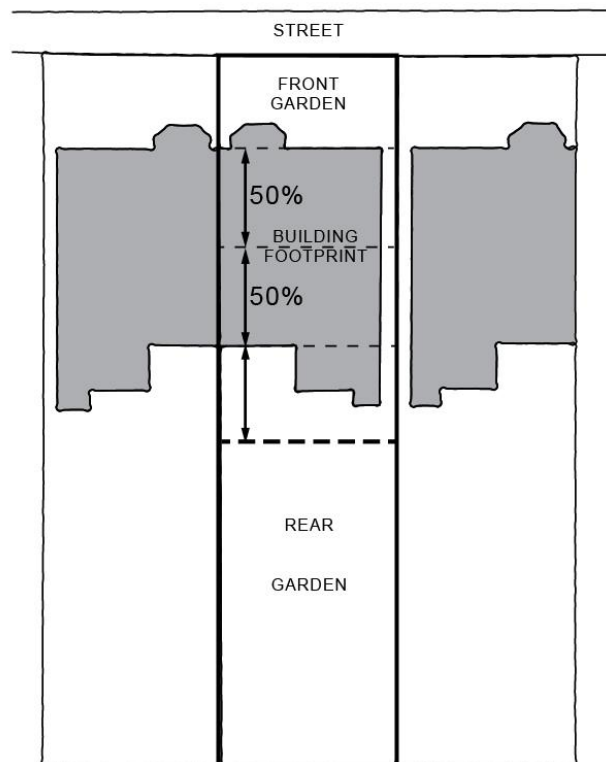 STREET
FRONT
GARDEN
50%
BUILDING
FOOTPRINT
50%
REAR
GARDEN